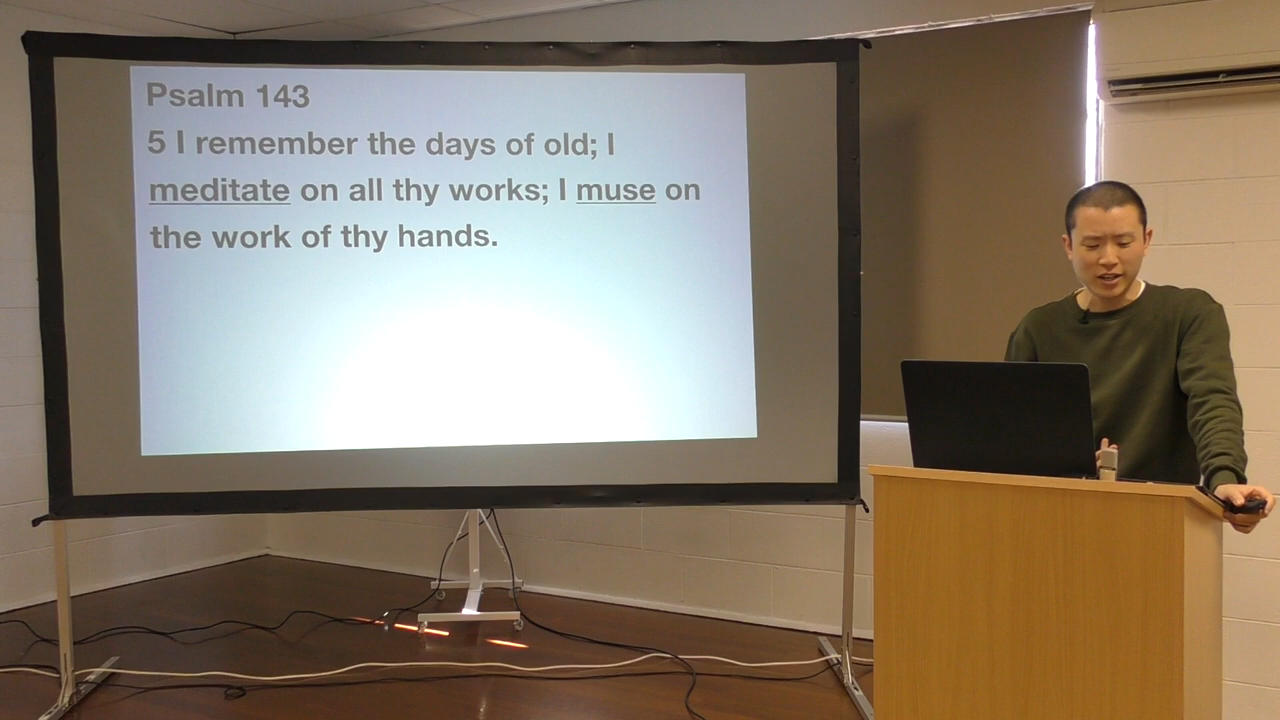 Psalm 143
5 I remember the days of old; I
meditate on all thy works; I muse on
the work of thy hands.